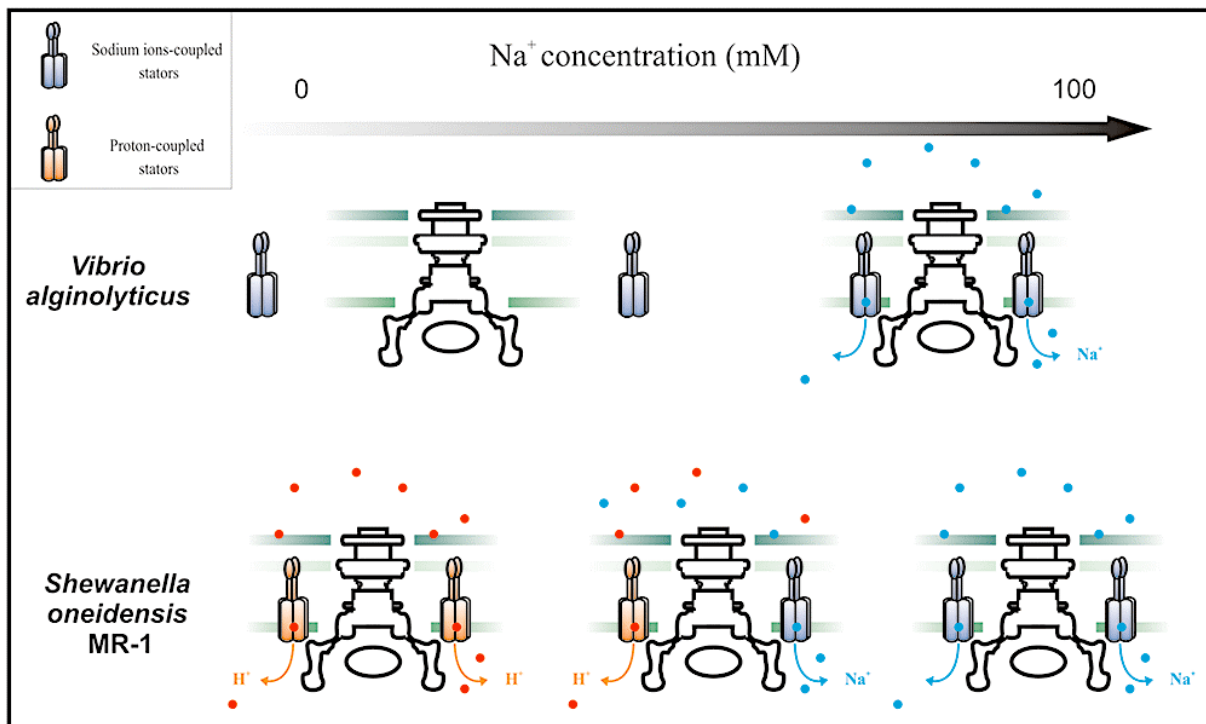 Sodium ions-coupled
stators
Proton-coupled
stators
Na⁺ concentration (mM)
0
100
Vibrio
alginolyticus
Na⁺
Shewanella
oneidensis
MR-1
H⁺
H⁺
H⁺
Na⁺
Na⁺